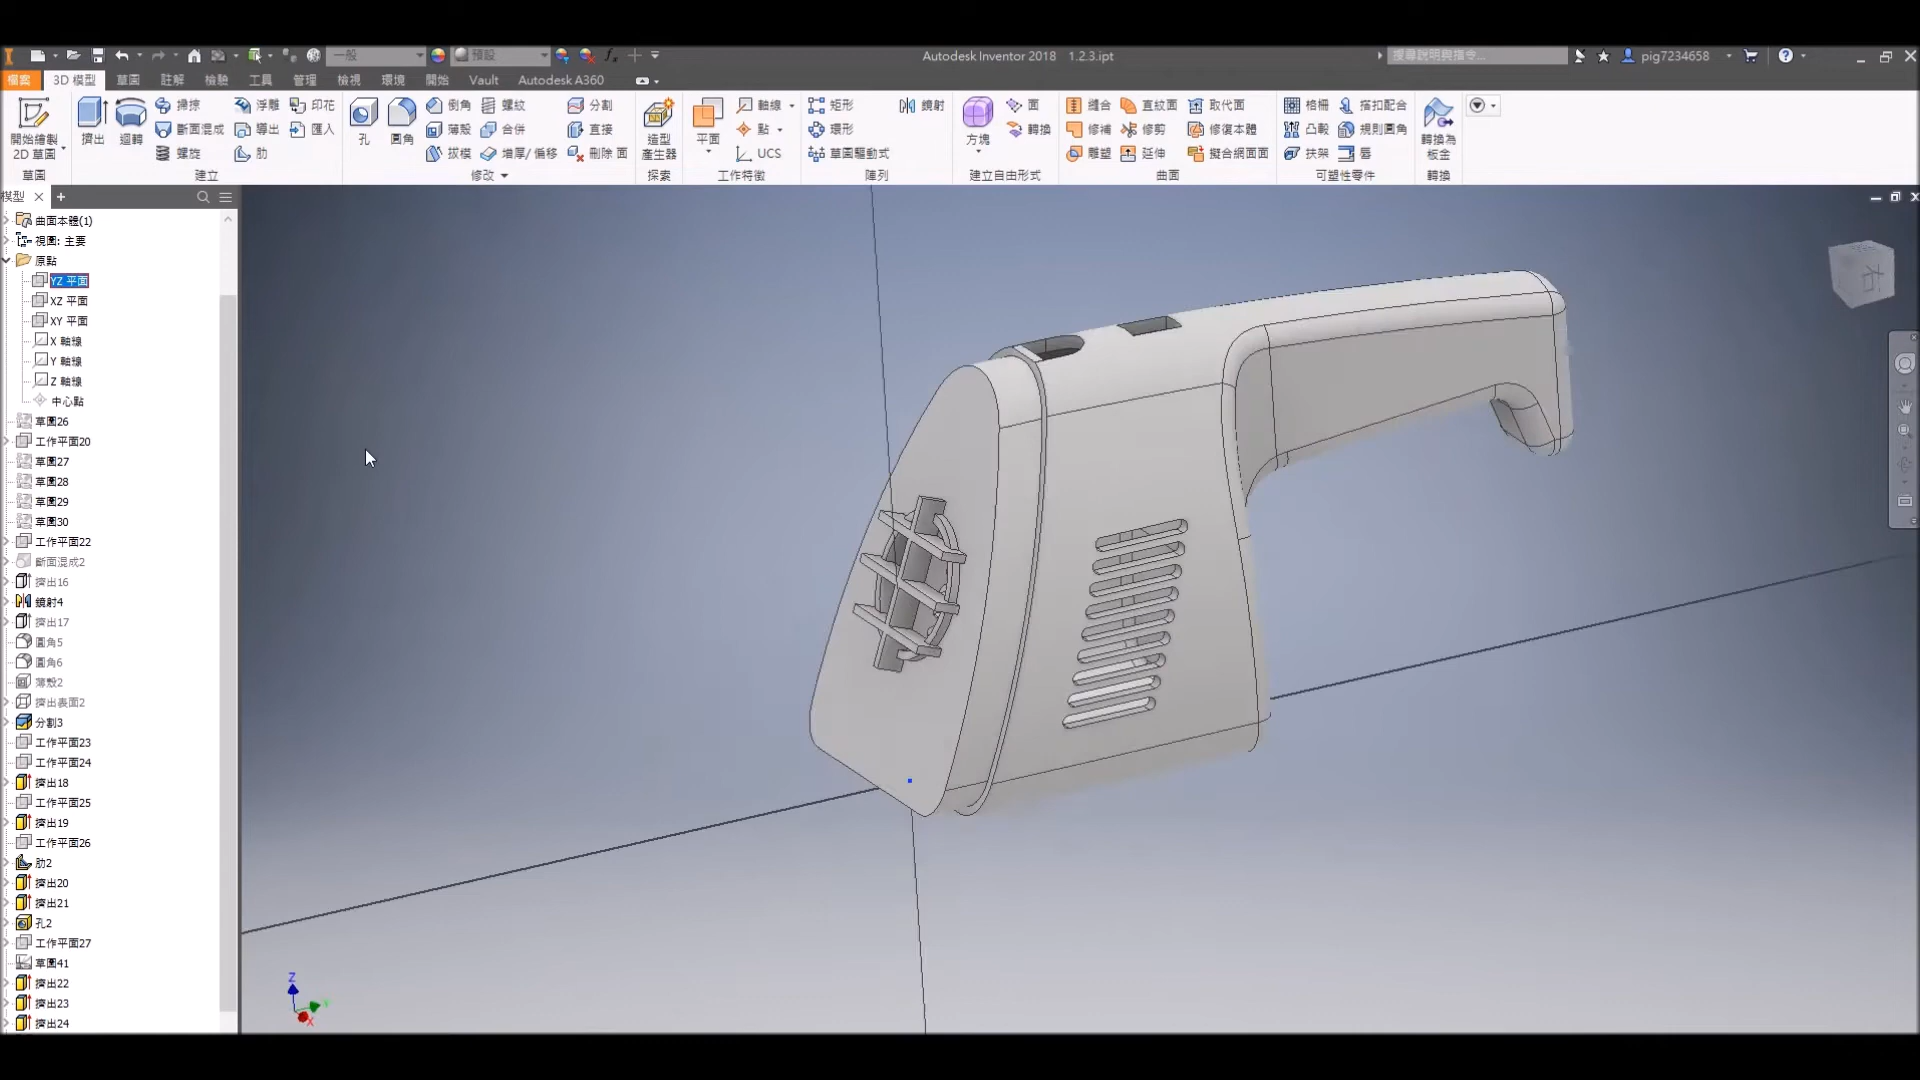 一般
預設
Autodesk Inventor 2018 1.2.3.ipt
搜尋說明與指令...
pig7234658
檔案 3D 模型 草圖 註解 檢驗 工具 管理 檢視 環境 開始 Vault Autodesk A360
開始繪製
2D 草圖
擠出
迴轉
掃掠
斷面混成
螺旋
浮雕
導出
肋
印花
匯入
孔
圓角
倒角
薄殼
拔模
螺紋
合併
增厚/ 偏移
分割
直接
刪除 面
造型
產生器
平面
軸線
點
UCS
矩形
環形
草圖驅動式
鏡射
方塊
面
轉換
縫合
修補
雕塑
直紋面
修剪
延伸
取代面
修復本體
擬合網面面
格柵
凸轂
扶架
搭扣配合
規則圓角
唇
轉換為
板金
草圖
建立
修改
探索
工作特徵
陣列
建立自由形式
曲面
可塑性零件
轉換
模型
曲面本體(1)
視圖: 主要
原點
YZ 平面
XZ 平面
XY 平面
X 軸線
Y 軸線
Z 軸線
中心點
草圖26
工作平面20
草圖27
草圖28
草圖29
草圖30
工作平面22
斷面混成2
擠出16
鏡射4
擠出17
圓角5
圓角6
薄殼2
擠出表面2
分割3
工作平面23
工作平面24
擠出18
工作平面25
擠出19
工作平面26
肋2
擠出20
擠出21
孔2
工作平面27
草圖41
擠出22
擠出23
擠出24
Z
X